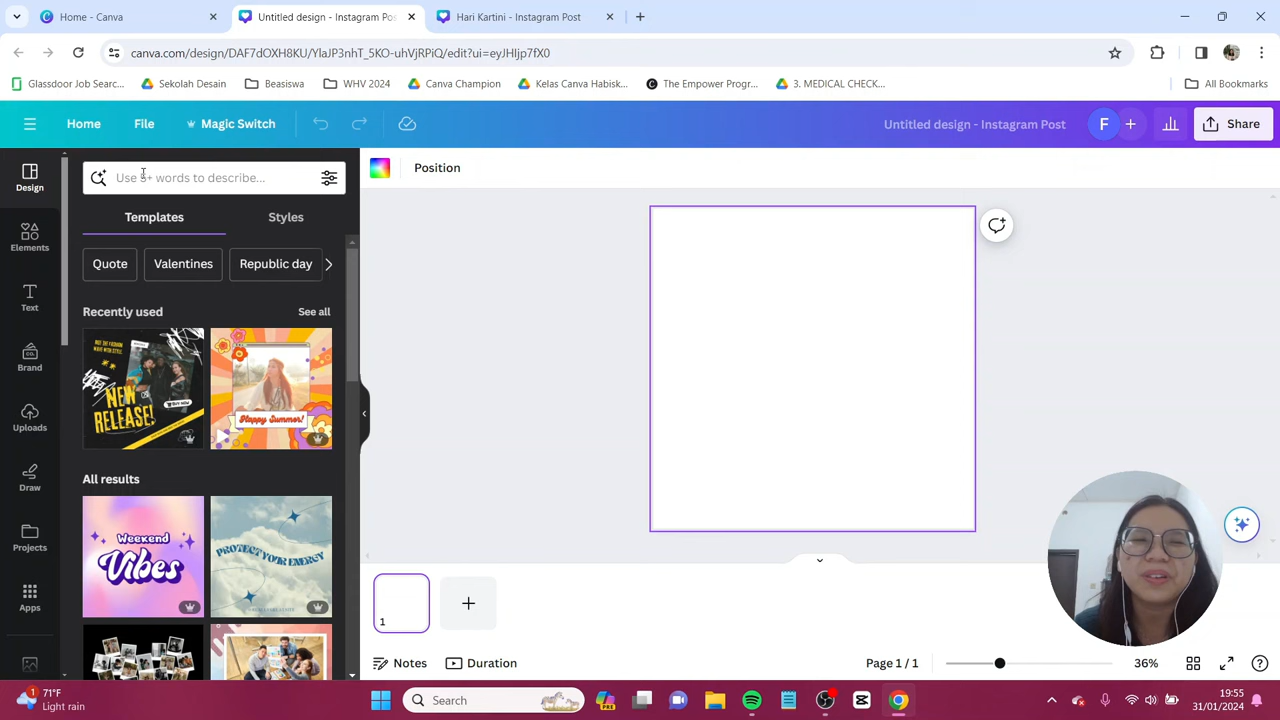 Home - Canva
Untitled design - Instagram Pos
Hari Kartini - Instagram Post
canva.com/design/DAF7dOXH8KU/YlaJP3nhT_5KO-uhVjRPiQ/edit?ui=eyJHIjp7fX0
Glassdoor Job Searc...
Sekolah Desain
Beasiswa
WHV 2024
Canva Champion
Kelas Canva Habisk...
The Empower Progr...
3. MEDICAL CHECK...
All Bookmarks
Home
File
Magic Switch
Untitled design - Instagram Post
F
Share
Design
Elements
Text
Brand
Uploads
Draw
Projects
Apps
Use 5+ words to describe...
Templates
Styles
Quote
Valentines
Republic day
Recently used
See all
NEW
RELEASE!
BUY NOW
Happy Summer!
All results
Weekend
Vibes
PROTECT YOUR ENERGY
Position
1
Notes
Duration
Page 1 / 1
36%
1
71°F
Light rain
Search
PRE
19:55
31/01/2024